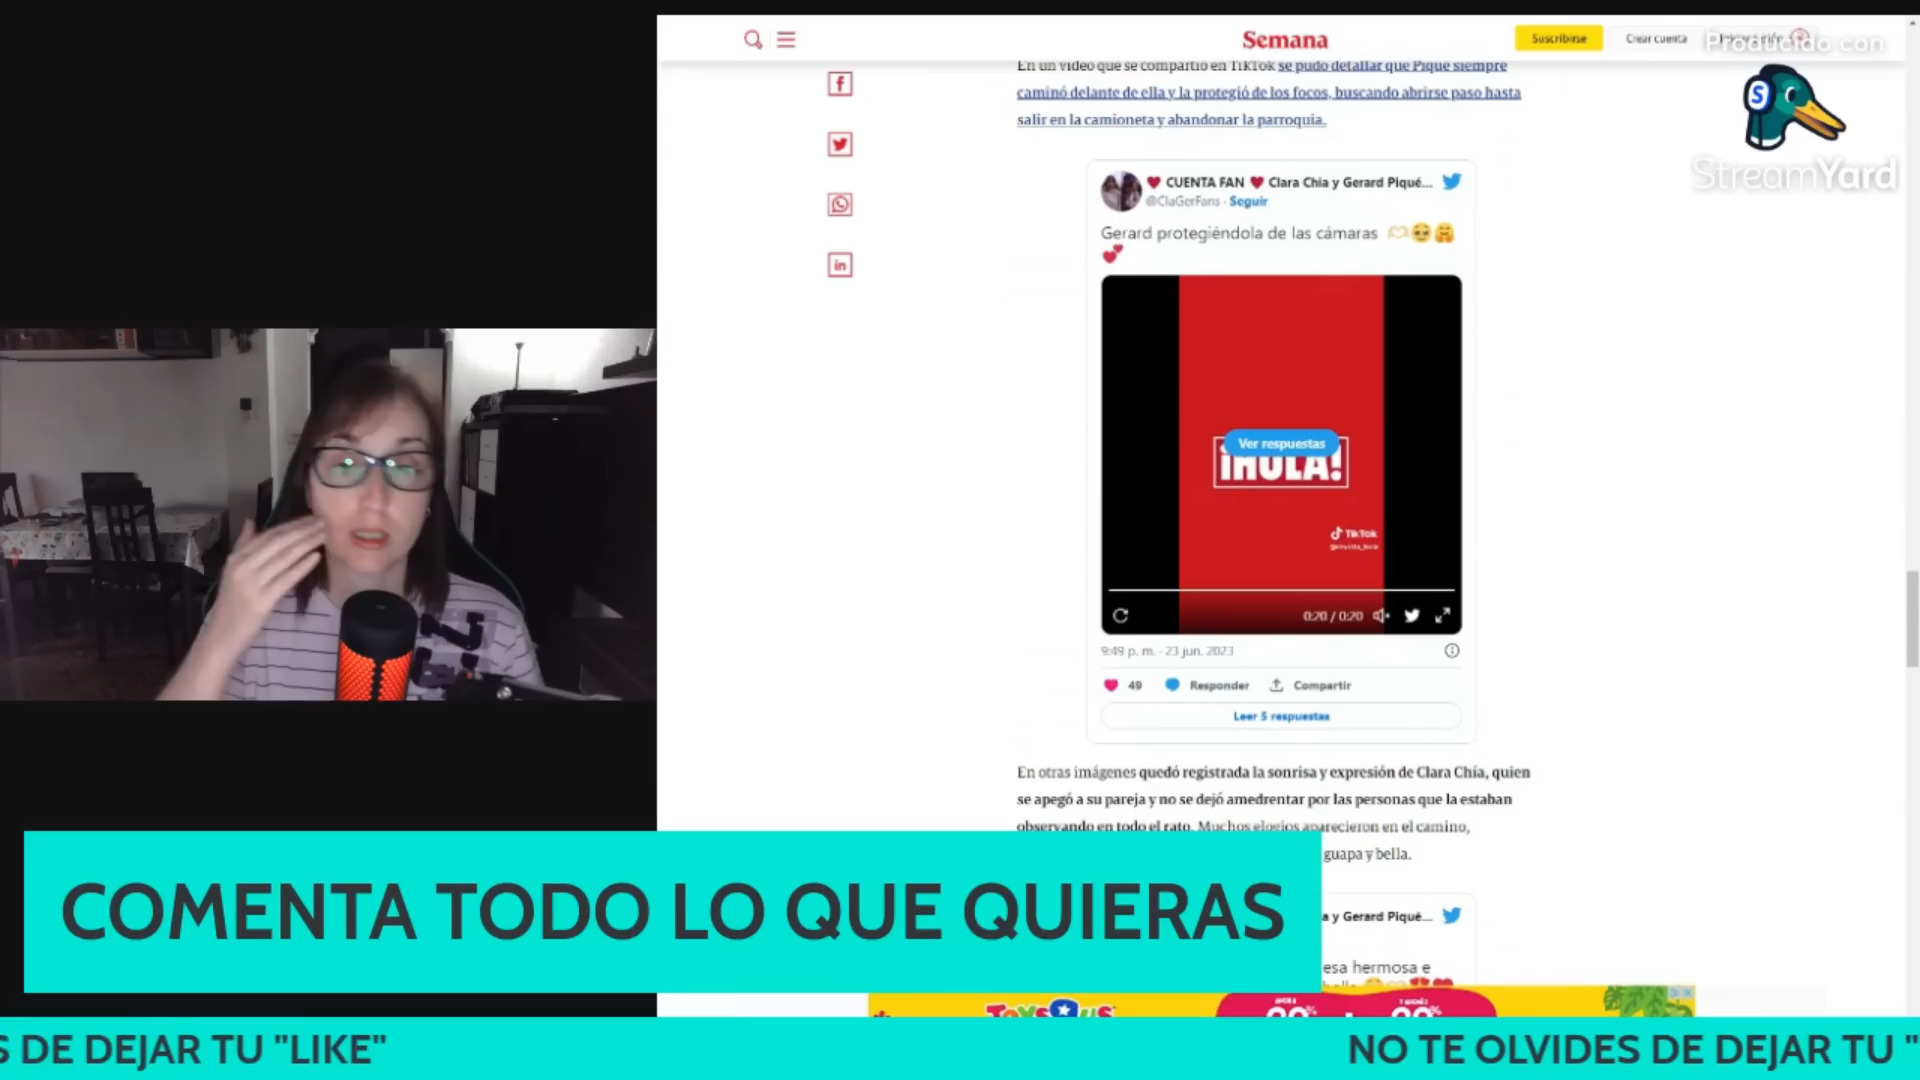 Semana
Suscribirse
Crear cuenta
Producido con
StreamYard
En un video que se compartió en TikTok se pudo detallar que Piqué siempre
caminó delante de ella y la protegió de los focos, buscando abrirse paso hasta
salir en la camioneta y abandonar la parroquia.
CUENTA FAN Clara Chia y Gerard Piqué...
@ClaGerFans · Seguir
Gerard protegiéndola de las cámaras
Ver respuestas
¡HOLA!
TikTok
0:20 / 0:20
9:49 p. m. · 23 jun. 2023
49 Responder Compartir
Leer 5 respuestas
En otras imágenes quedó registrada la sonrisa y expresión de Clara Chía, quien
se apegó a su pareja y no se dejó amedrentar por las personas que la estaban
observando en todo el rato. Muchos elogios aparecieron en el camino,
guapa y bella.
a y Gerard Piqué...
esa hermosa e
TOYS R US
COMENTA TODO LO QUE QUIERAS
S DE DEJAR TU "LIKE"
NO TE OLVIDES DE DEJAR TU "